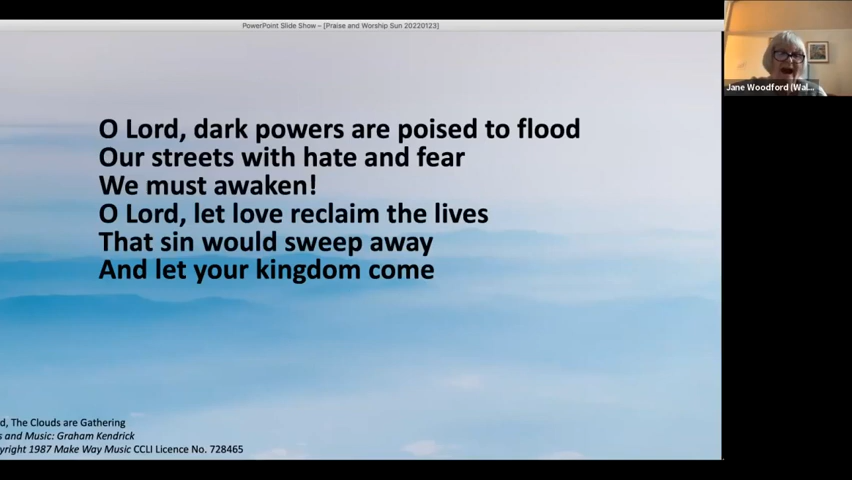 PowerPoint Slide Show – [Praise and Worship Sun 20220123]
Jane Woodford (Wal...
O Lord, dark powers are poised to flood
Our streets with hate and fear
We must awaken!
O Lord, let love reclaim the lives
That sin would sweep away
And let your kingdom come
d, The Clouds are Gathering
s and Music: Graham Kendrick
yright 1987 Make Way Music CCLI Licence No. 728465